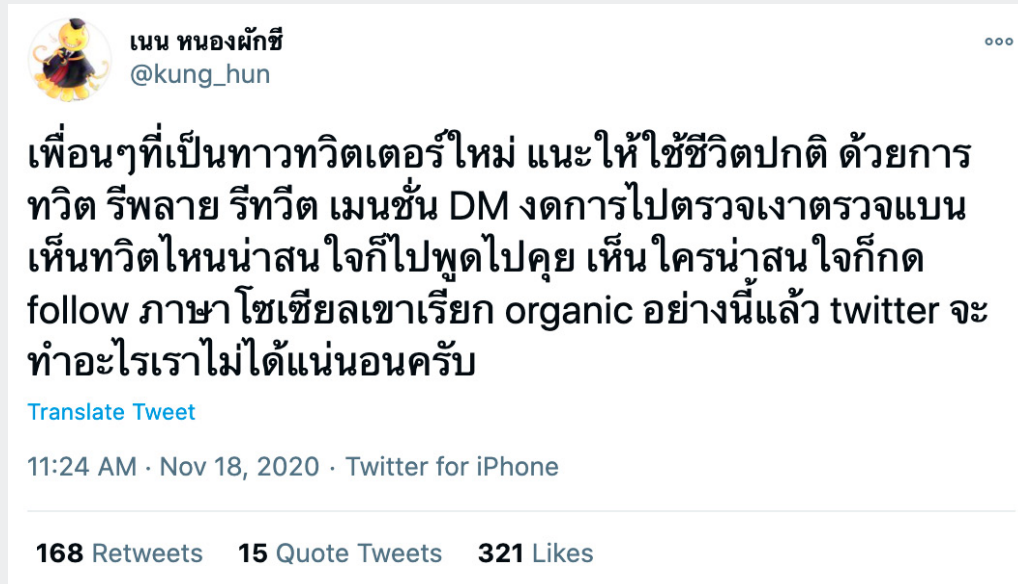 เนน หนองผักชี
@kung_hun
เพื่อนๆที่เป็นทาวทวิตเตอร์ใหม่ แนะให้ใช้ชีวิตปกติ ด้วยการ
ทวิต รีพลาย รีทวีต เมนชั่น DM งดการไปตรวจเงาตรวจแบน
เห็นทวิตไหนน่าสนใจก็ไปพูดไปคุย เห็นใครน่าสนใจก็กด
follow ภาษาโซเซียลเขาเรียก organic อย่างนี้แล้ว twitter จะ
ทำอะไรเราไม่ได้แน่นอนครับ
Translate Tweet
11:24 AM · Nov 18, 2020 · Twitter for iPhone
168 Retweets 15 Quote Tweets 321 Likes